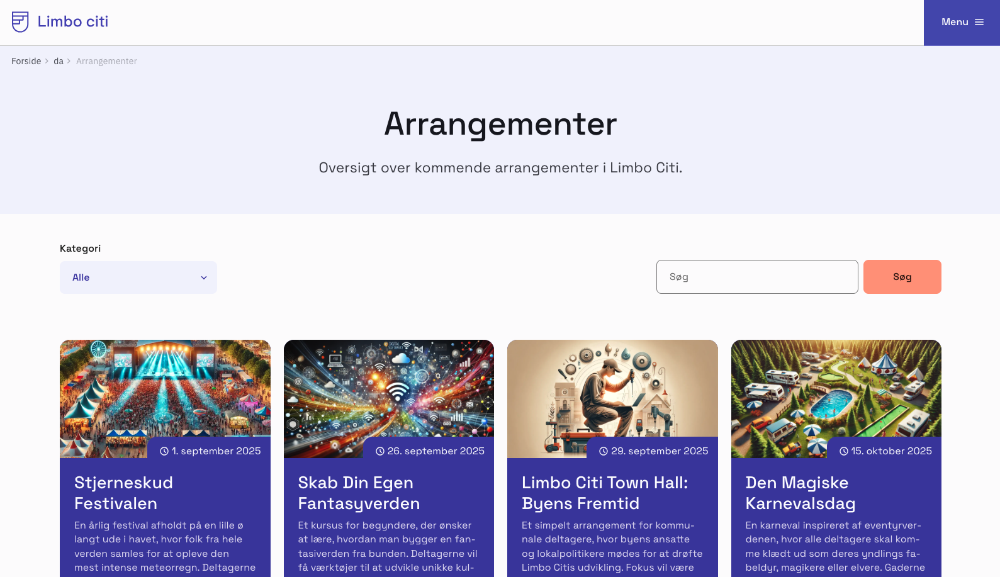 Limbo citi
Menu
Forside > da > Arrangementer
Arrangementer
Oversigt over kommende arrangementer i Limbo Citi.
Kategori
Alle
Søg
Søg
1. september 2025
Stjerneskud
Festivalen
En årlig festival afholdt på en lille ø
langt ude i havet, hvor folk fra hele
verden samles for at opleve den
mest intense meteorregn. Deltagerne
26. september 2025
Skab Din Egen
Fantasyverden
Et kursus for begyndere, der ønsker
at lære, hvordan man bygger en fan-
tasiverden fra bunden. Deltagerne vil
få værktøjer til at udvikle unikke kul-
29. september 2025
Limbo Citi Town Hall:
Byens Fremtid
Et simpelt arrangement for kommu-
nale deltagere, hvor byens ansatte
og lokalpolitikere mødes for at drøfte
Limbo Citis udvikling. Fokus vil være
15. oktober 2025
Den Magiske
Karnevalsdag
En karneval inspireret af eventyrver-
denen, hvor alle deltagere skal kom-
me klædt ud som deres yndlings fa-
beldyr, magikere eller elvere. Gaderne